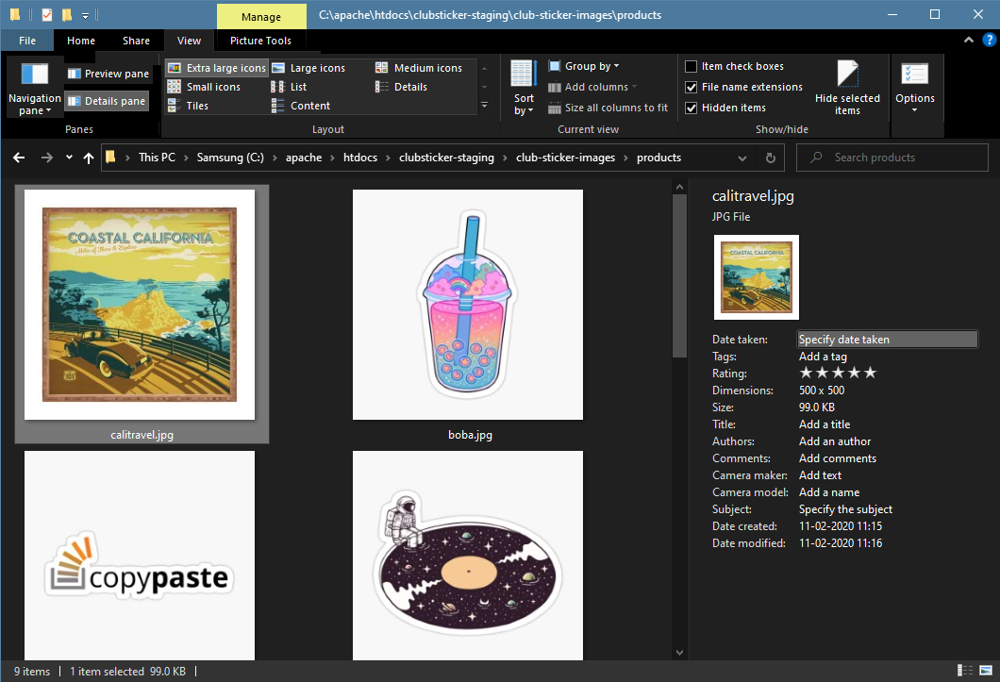 Manage
C:\apache\htdocs\clubsticker-staging\club-sticker-images\products
File
Home
Share
View
Picture Tools
Navigation pane
Preview pane
Details pane
Panes
Extra large icons
Large icons
Medium icons
Small icons
List
Details
Tiles
Content
Layout
Sort by
Group by
Add columns
Size all columns to fit
Current view
Item check boxes
File name extensions
Hidden items
Hide selected items
Show/hide
Options
This PC > Samsung (C:) > apache > htdocs > clubsticker-staging > club-sticker-images > products
Search products
COASTAL CALIFORNIA
Miles of Shore to Explore
calitravel.jpg
boba.jpg
copypaste
calitravel.jpg
JPG File
COASTAL CALIFORNIA
Date taken: Specify date taken
Tags: Add a tag
Rating: ★★★★★
Dimensions: 500 x 500
Size: 99.0 KB
Title: Add a title
Authors: Add an author
Comments: Add comments
Camera maker: Add text
Camera model: Add a name
Subject: Specify the subject
Date created: 11-02-2020 11:15
Date modified: 11-02-2020 11:16
9 items
1 item selected 99.0 KB